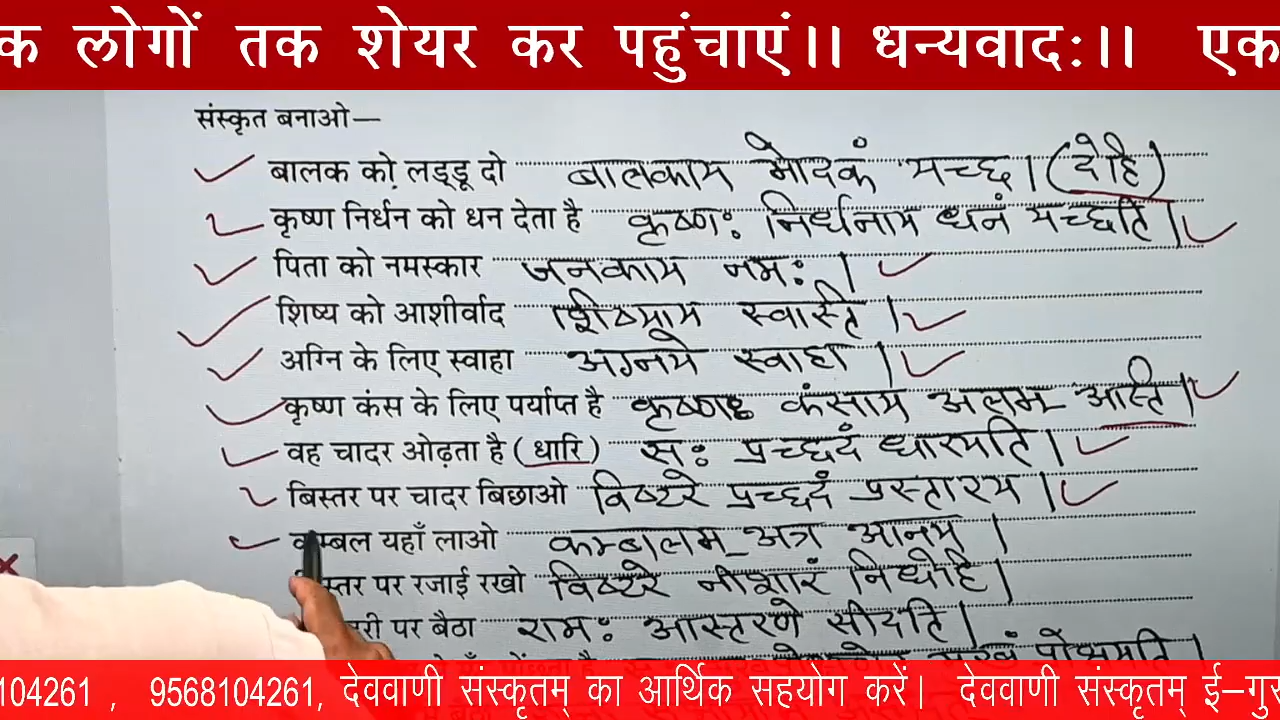 क लोगों तक शेयर कर पहुंचाएं।। धन्यवादः।। एक
संस्कृत बनाओ—
बालक को लड्डू दो बालकाय मोदकं यच्छ। (देहि)
कृष्ण निर्धन को धन देता है कृष्णः निर्धनाय धनं यच्छति।
पिता को नमस्कार जनकाय नमः।
शिष्य को आशीर्वाद शिष्याय स्वस्ति।
अग्नि के लिए स्वाहा अग्नये स्वाहा।
कृष्ण कंस के लिए पर्याप्त है कृष्णः कंसाय अलम् अस्ति।
वह चादर ओढ़ता है (धारि) सः प्रच्छदं धारयति।
बिस्तर पर चादर बिछाओ विष्टरे प्रच्छदं प्रस्तारय।
कम्बल यहाँ लाओ कम्बलम् अत्र आनय।
बिस्तर पर रजाई रखो विष्टरे नीशारं निधेहि।
पर बैठा रामः आस्तरणे सीदति।
मुखं प्रोञ्छयति।
104261 , 9568104261, देववाणी संस्कृतम् का आर्थिक सहयोग करें। देववाणी संस्कृतम् ई–गुरु